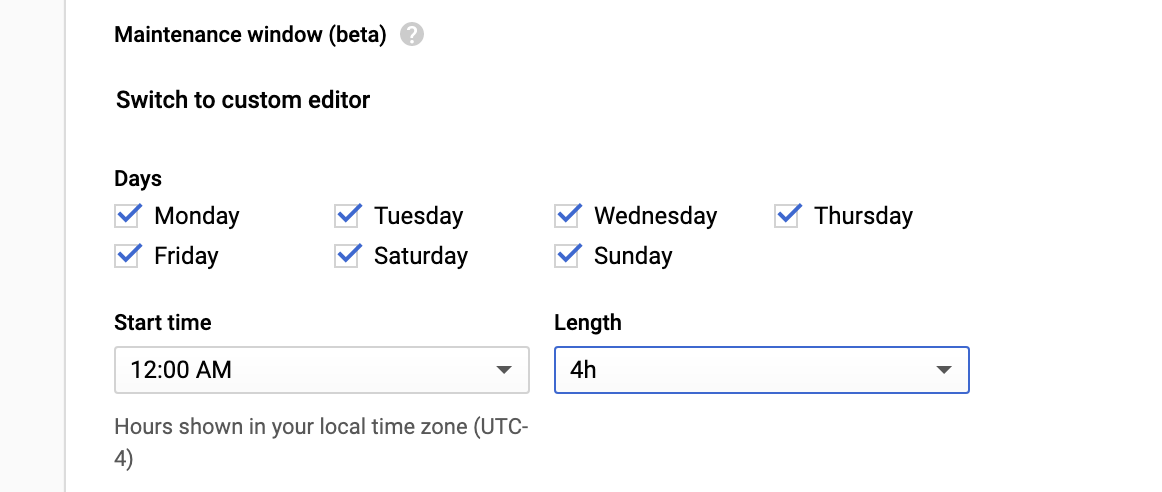 Maintenance window (beta) ?
Switch to custom editor
Days
Monday Tuesday Wednesday Thursday
Friday Saturday Sunday
Start time Length
12:00 AM 4h
Hours shown in your local time zone (UTC-
4)